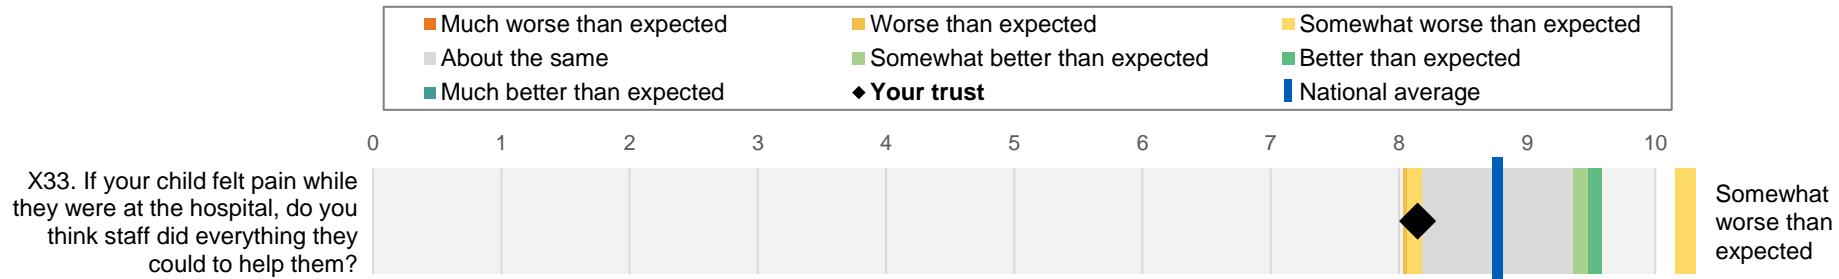 Much worse than expected
Worse than expected
Somewhat worse than expected
About the same
Somewhat better than expected
Better than expected
Much better than expected
Your trust
National average
0 1 2 3 4 5 6 7 8 9 10
X33. If your child felt pain while
they were at the hospital, do you
think staff did everything they
could to help them?
Somewhat
worse than
expected